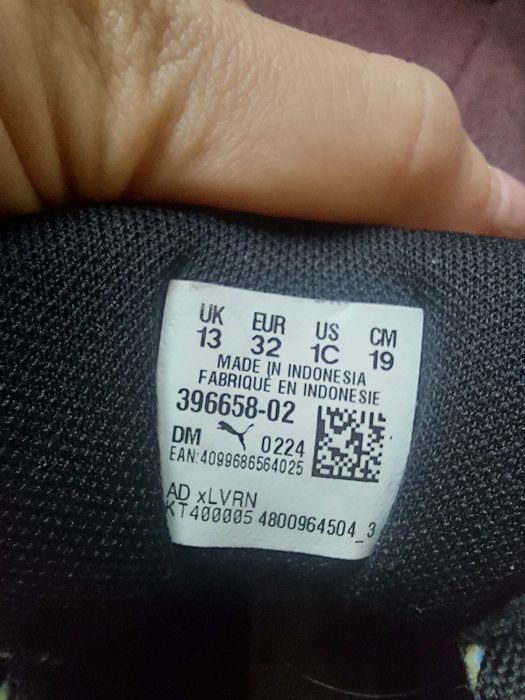 UK EUR US CM
13 32 1C 19
MADE IN INDONESIA
FABRIQUÉ EN INDONESIE
396658-02
DM 0224
EAN:4099686564025
AD xLVRN
KT400005 4800964504_3